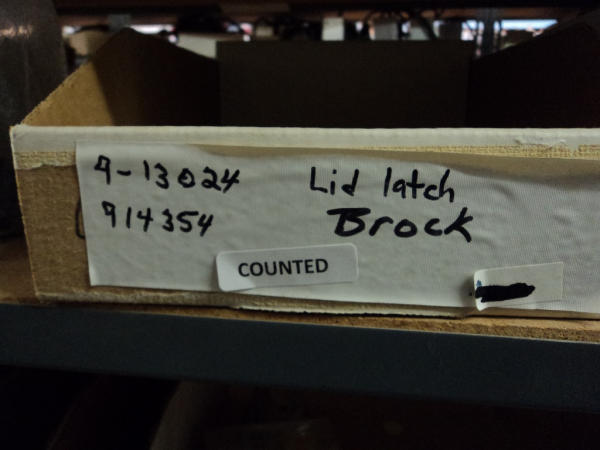 9-13024 Lid latch
914354 Brock
COUNTED